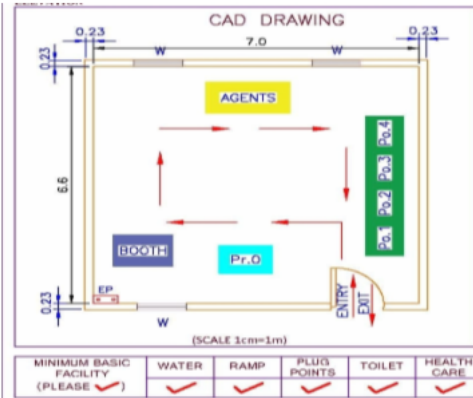 CAD DRAWING
0.23
7.0
0.23
0.23
W
W
AGENTS
6.6
Po.4
Po.3
Po.2
Po.1
BOOTH
Pr.O
EP
0.23
W
ENTRY
EXIT
(SCALE 1cm=1m)
MINIMUM BASIC FACILITY (PLEASE ✓)
WATER
RAMP
PLUG POINTS
TOILET
HEALTH CARE